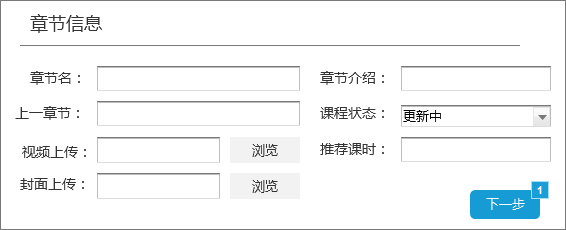 章节信息
章节名： 章节介绍：
上一章节： 课程状态： 更新中
视频上传： 浏览 推荐课时：
封面上传： 浏览
1
下一步